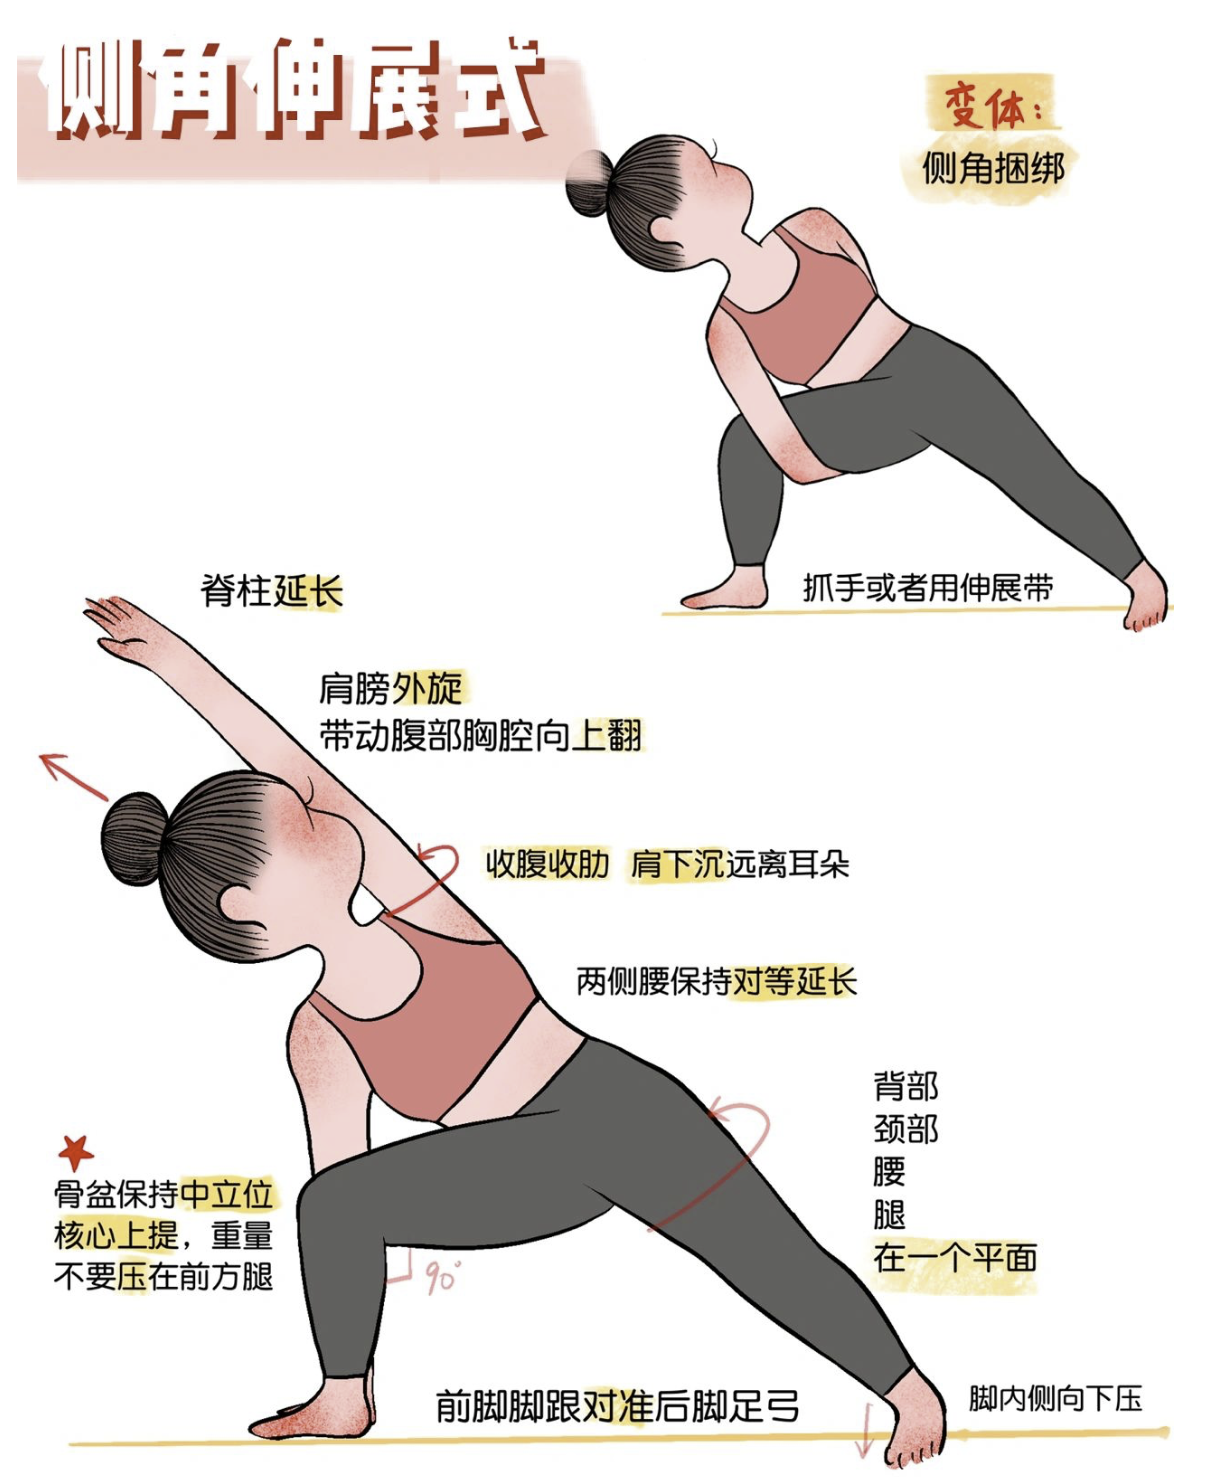 侧角伸展式
变体：
侧角捆绑
抓手或者用伸展带
脊柱延长
肩膀外旋
带动腹部胸腔向上翻
收腹收肋 肩下沉远离耳朵
两侧腰保持对等延长
背部
颈部
腰
腿
在一个平面
骨盆保持中立位
核心上提，重量
不要压在前方腿
90°
前脚脚跟对准后脚足弓
脚内侧向下压